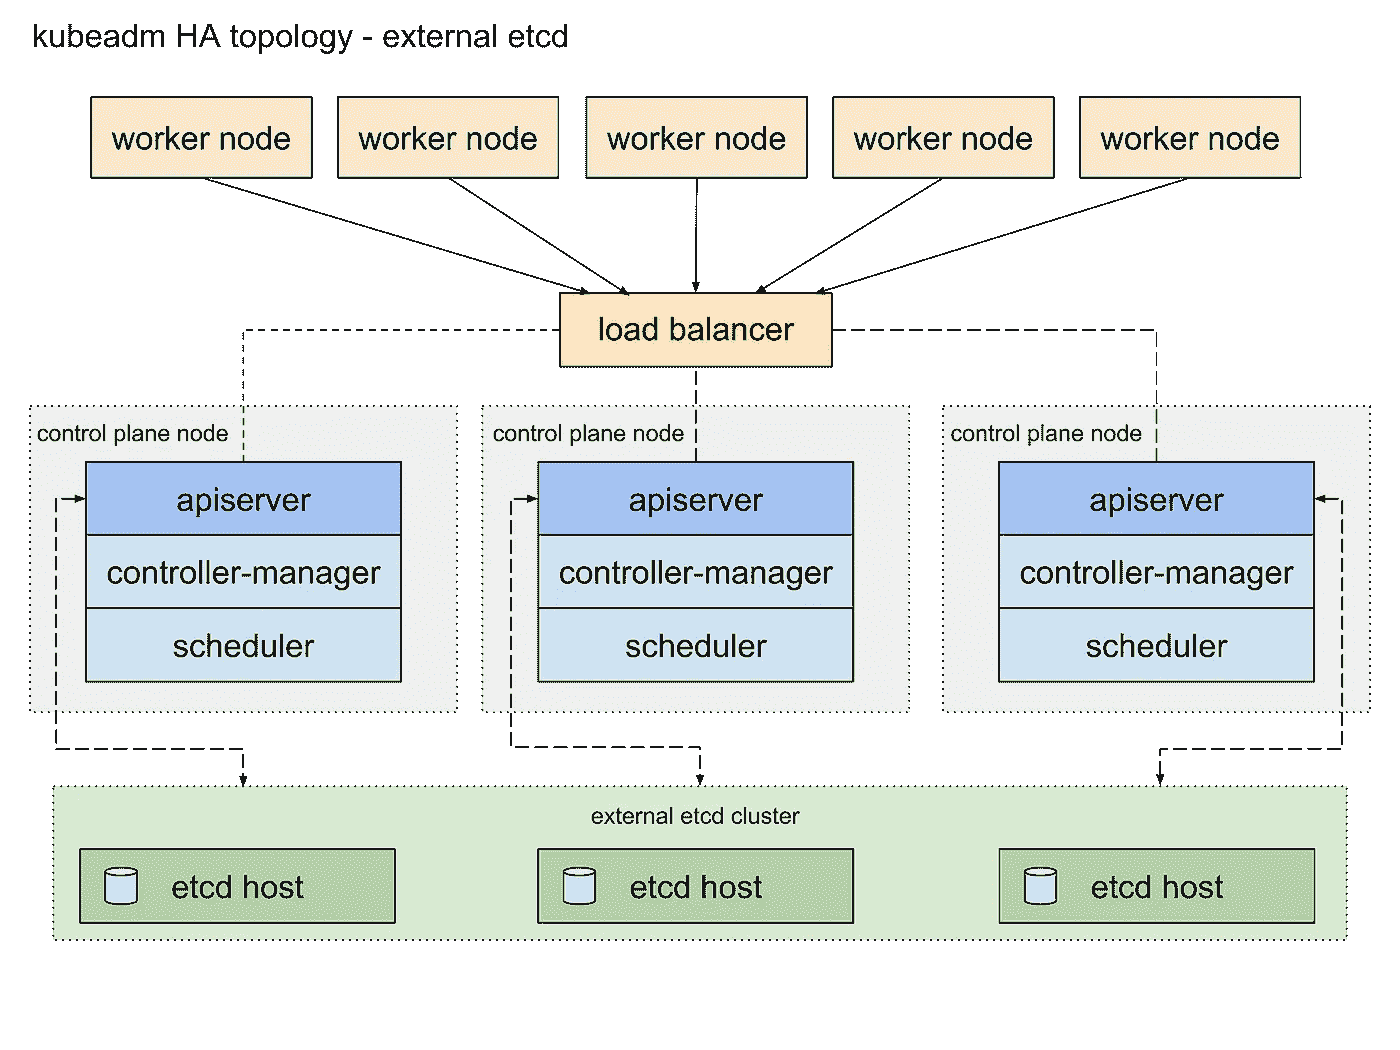 kubeadm HA topology - external etcd
worker node
worker node
worker node
worker node
worker node
load balancer
control plane node
control plane node
control plane node
apiserver
apiserver
apiserver
controller-manager
controller-manager
controller-manager
scheduler
scheduler
scheduler
external etcd cluster
etcd host
etcd host
etcd host